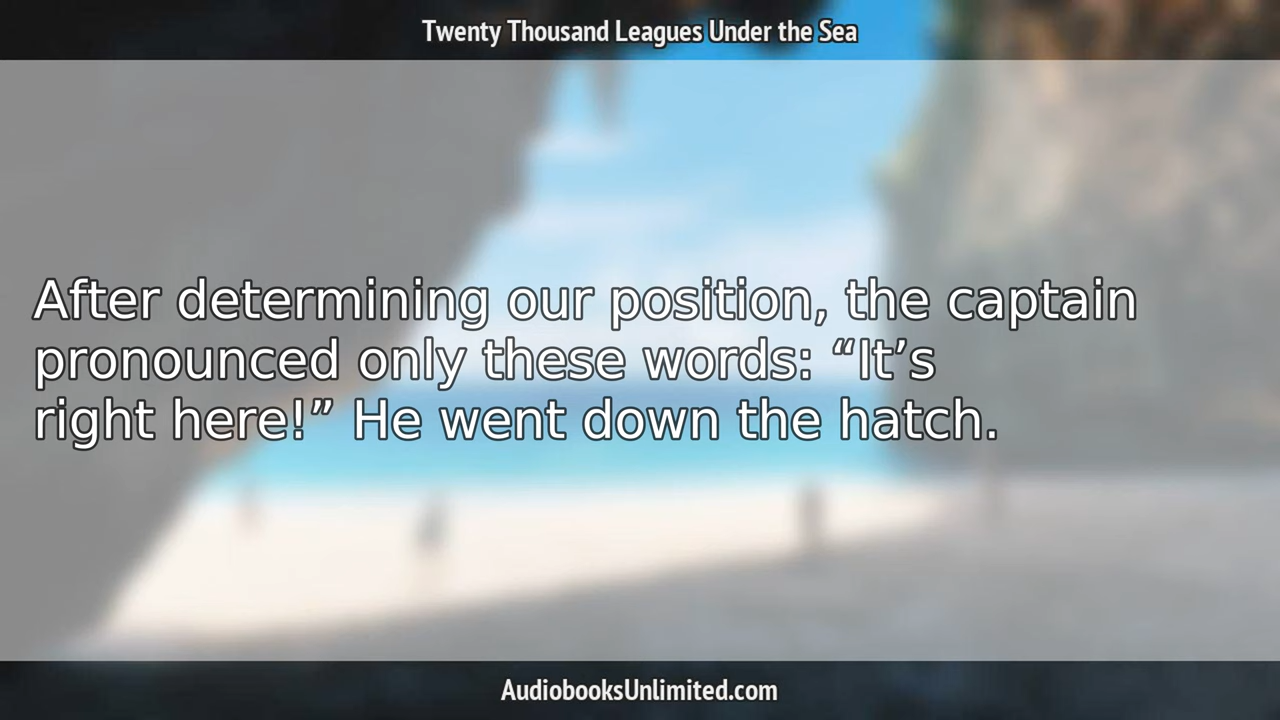 Twenty Thousand Leagues Under the Sea
After determining our position, the captain
pronounced only these words: “It’s
right here!” He went down the hatch.
AudiobooksUnlimited.com